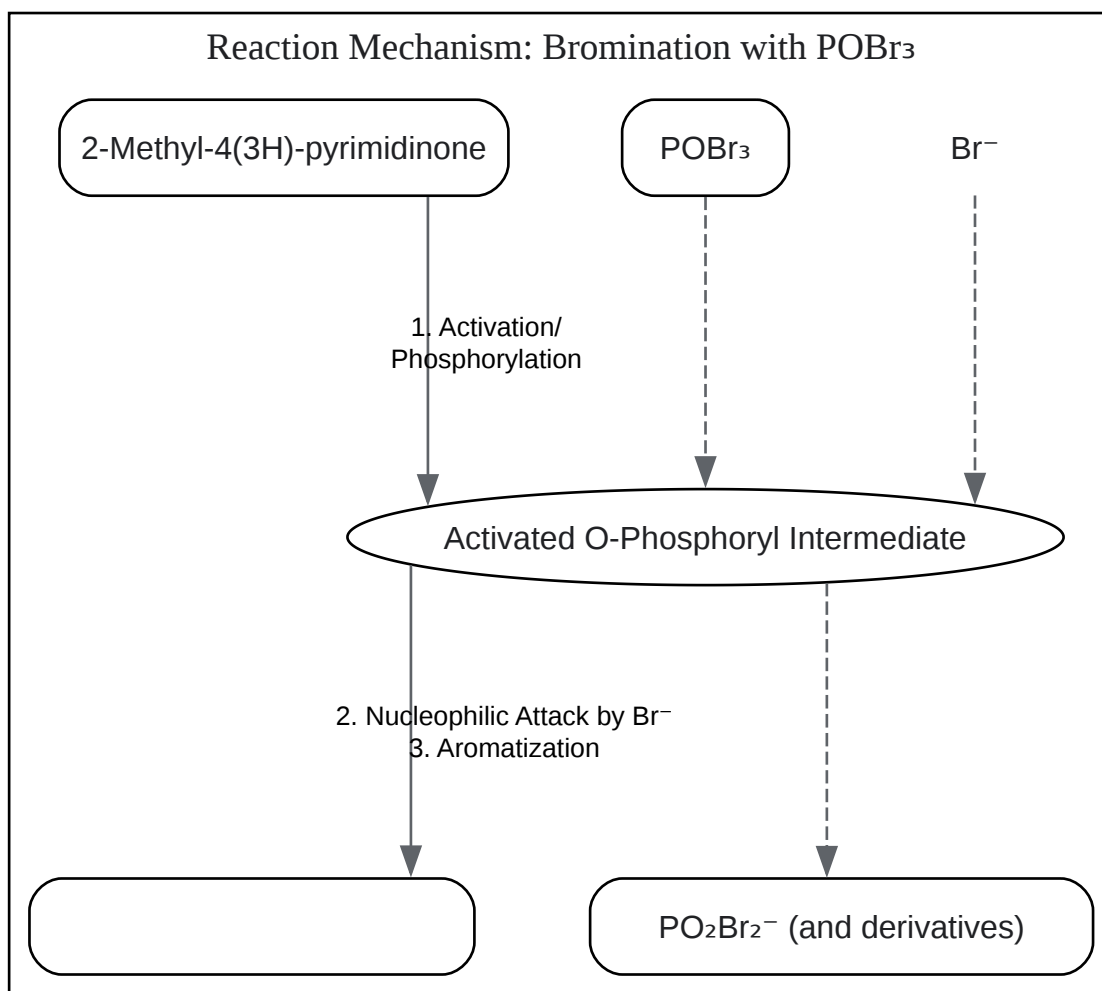 Reaction Mechanism: Bromination with POBr₃
2-Methyl-4(3H)-pyrimidinone
POBr₃
Br⁻
1. Activation/
Phosphorylation
Activated O-Phosphoryl Intermediate
2. Nucleophilic Attack by Br⁻
3. Aromatization
PO₂Br₂⁻ (and derivatives)